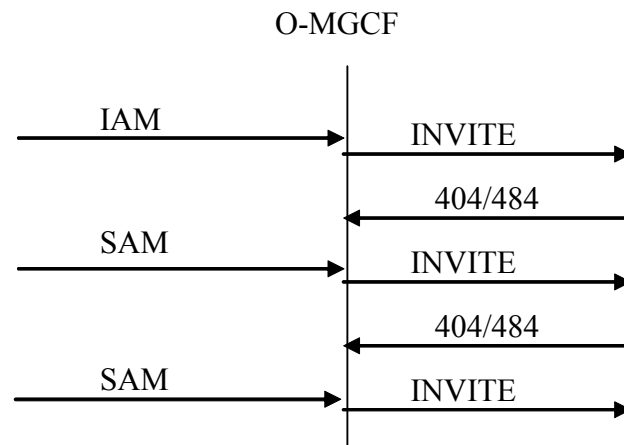 O-MGCF
IAM
INVITE
404/484
SAM
INVITE
404/484
SAM
INVITE